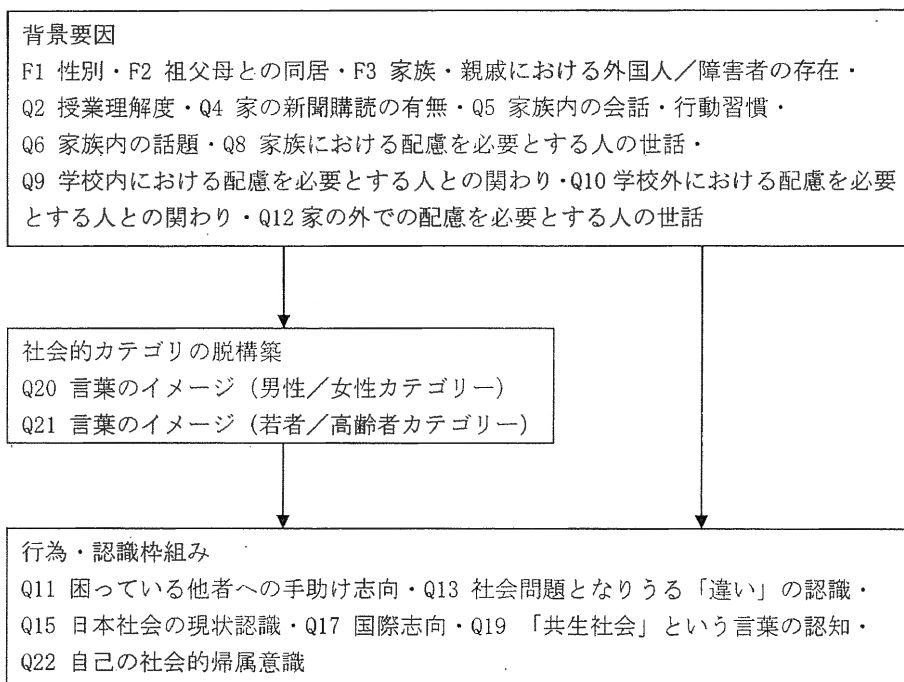 背景要因
F1 性別・F2 祖父母との同居・F3 家族・親戚における外国人／障害者の存在・
Q2 授業理解度・Q4 家の新聞購読の有無・Q5 家族内の会話・行動習慣・
Q6 家族内の話題・Q8 家族における配慮を必要とする人の世話・
Q9 学校内における配慮を必要とする人との関わり・Q10 学校外における配慮を必要
とする人との関わり・Q12 家の外での配慮を必要とする人の世話
社会的カテゴリの脱構築
Q20 言葉のイメージ（男性／女性カテゴリー）
Q21 言葉のイメージ（若者／高齢者カテゴリー）
行為・認識枠組み
Q11 困っている他者への手助け志向・Q13 社会問題となりうる「違い」の認識・
Q15 日本社会の現状認識・Q17 国際志向・Q19 「共生社会」という言葉の認知・
Q22 自己の社会的帰属意識